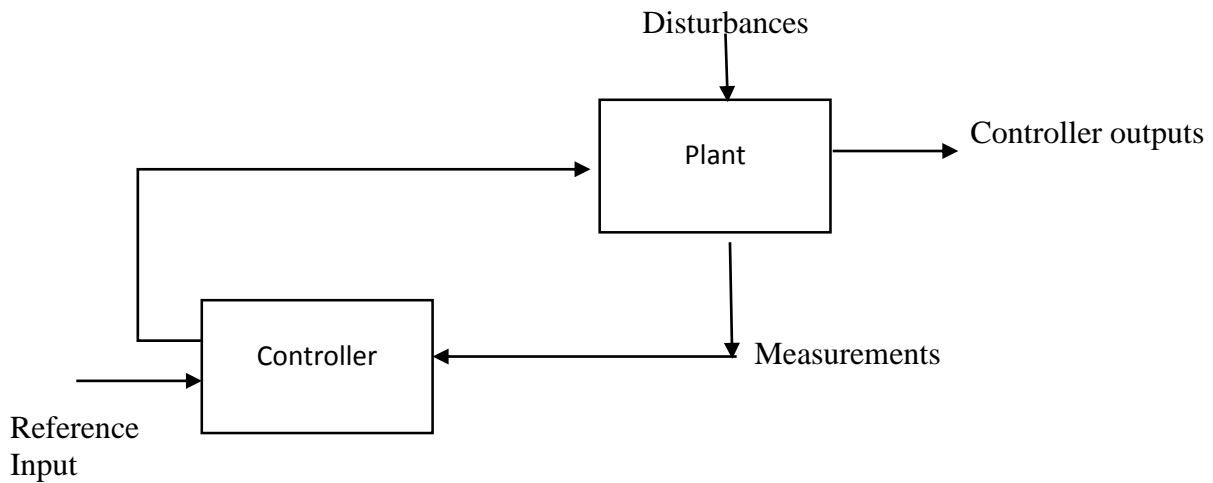 Disturbances
Plant
Controller outputs
Controller
Measurements
Reference
Input